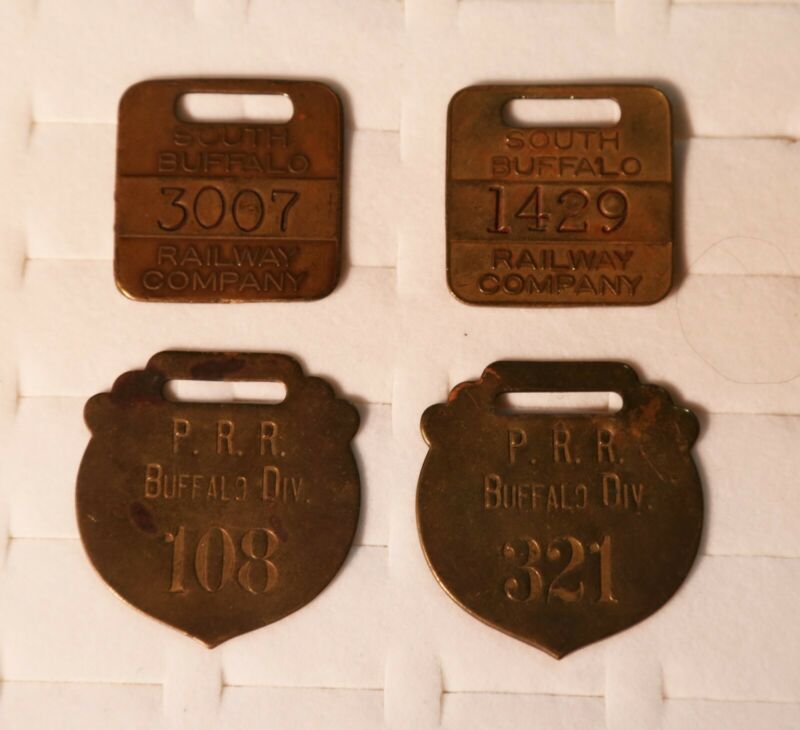 SOUTH
BUFFALO
3007
RAILWAY
COMPANY
SOUTH
BUFFALO
1429
RAILWAY
COMPANY
P. R. R.
BUFFALO DIV.
108
P. R. R.
BUFFALO DIV.
321